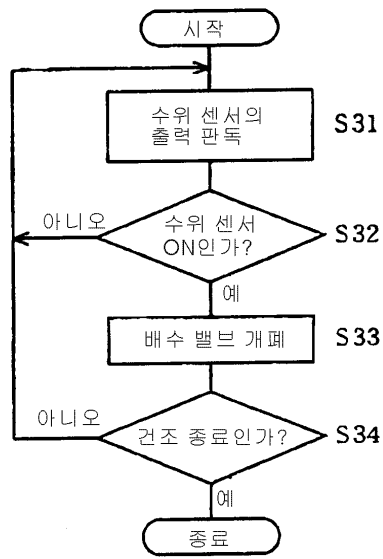 시작
수위 센서의
출력 판독
S31
아니오
수위 센서
ON인가?
S32
예
배수 밸브 개폐
S33
아니오
건조 종료인가?
S34
예
종료